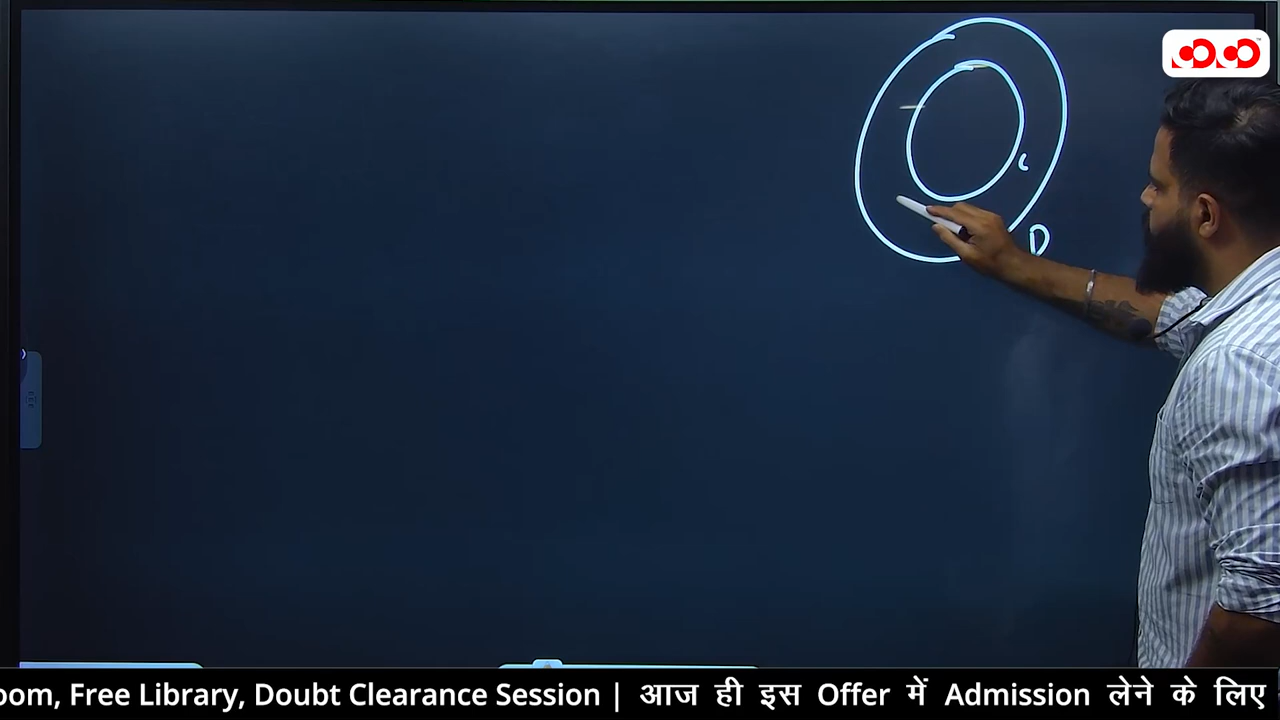 C
D
oom, Free Library, Doubt Clearance Session | आज ही इस Offer में Admission लेने के लिए